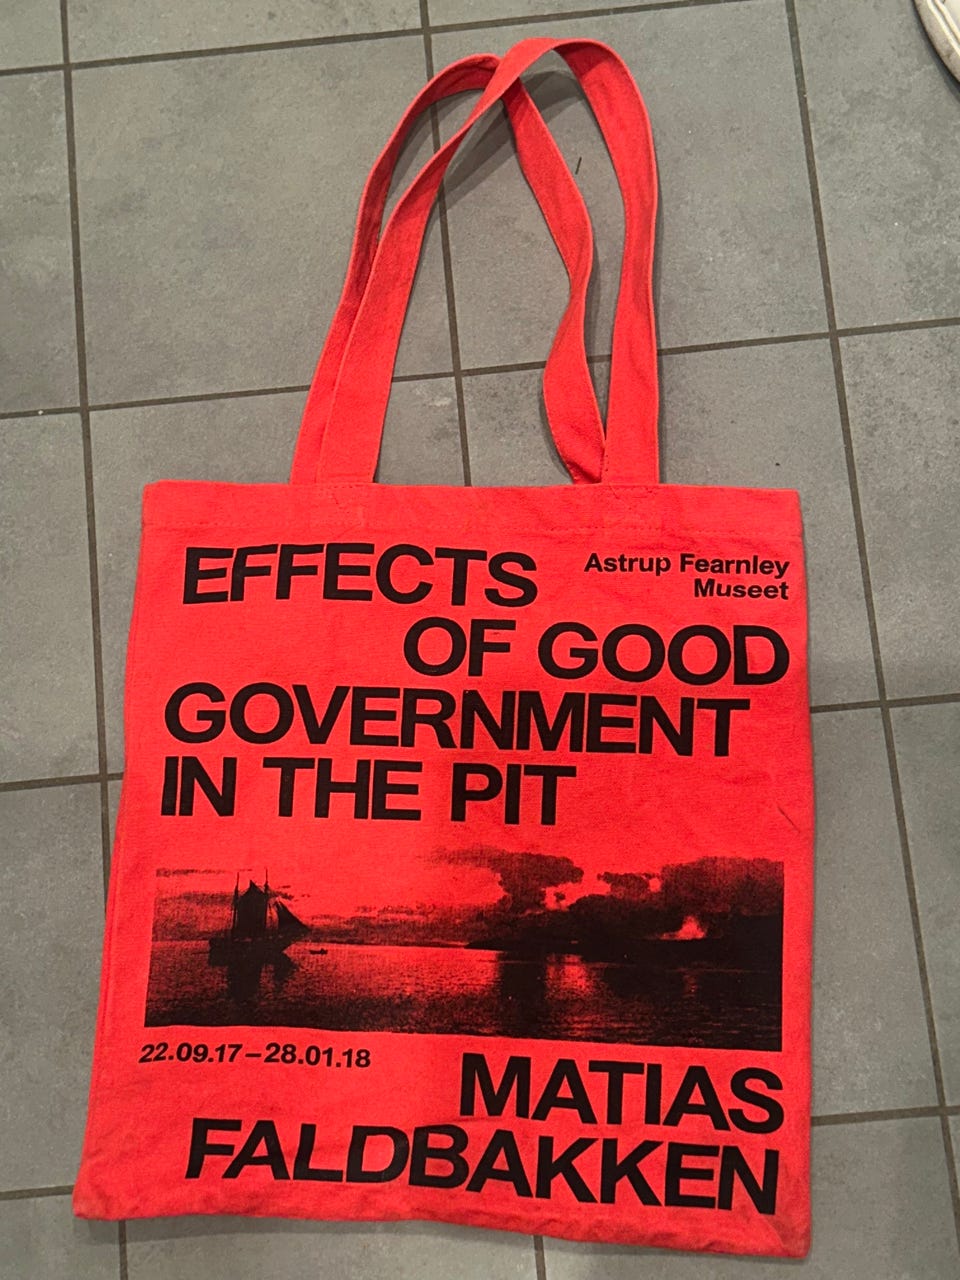 EFFECTS
Astrup Fearnley
Museet
OF GOOD
GOVERNMENT
IN THE PIT
22.09.17–28.01.18
MATIAS
FALDBAKKEN